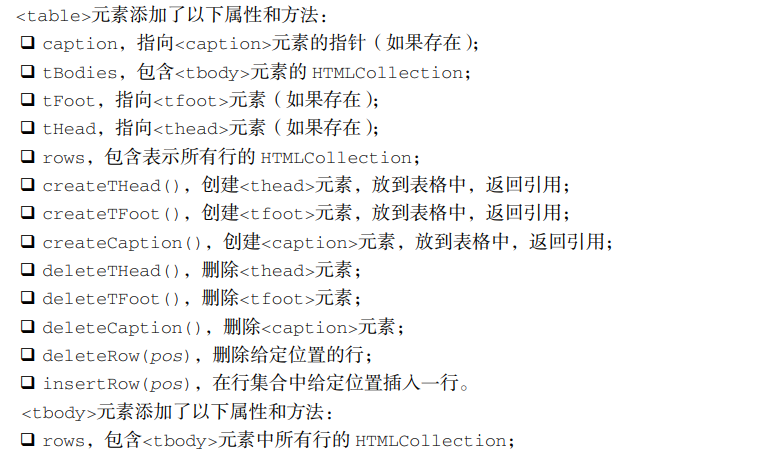 <table>元素添加了以下属性和方法：
❑ caption，指向<caption>元素的指针（如果存在）；
❑ tBodies，包含<tbody>元素的 HTMLCollection；
❑ tFoot，指向<tfoot>元素（如果存在）；
❑ tHead，指向<thead>元素（如果存在）；
❑ rows，包含表示所有行的 HTMLCollection；
❑ createTHead()，创建<thead>元素，放到表格中，返回引用；
❑ createTFoot()，创建<tfoot>元素，放到表格中，返回引用；
❑ createCaption()，创建<caption>元素，放到表格中，返回引用；
❑ deleteTHead()，删除<thead>元素；
❑ deleteTFoot()，删除<tfoot>元素；
❑ deleteCaption()，删除<caption>元素；
❑ deleteRow(pos)，删除给定位置的行；
❑ insertRow(pos)，在行集合中给定位置插入一行。
<tbody>元素添加了以下属性和方法：
❑ rows，包含<tbody>元素中所有行的 HTMLCollection；